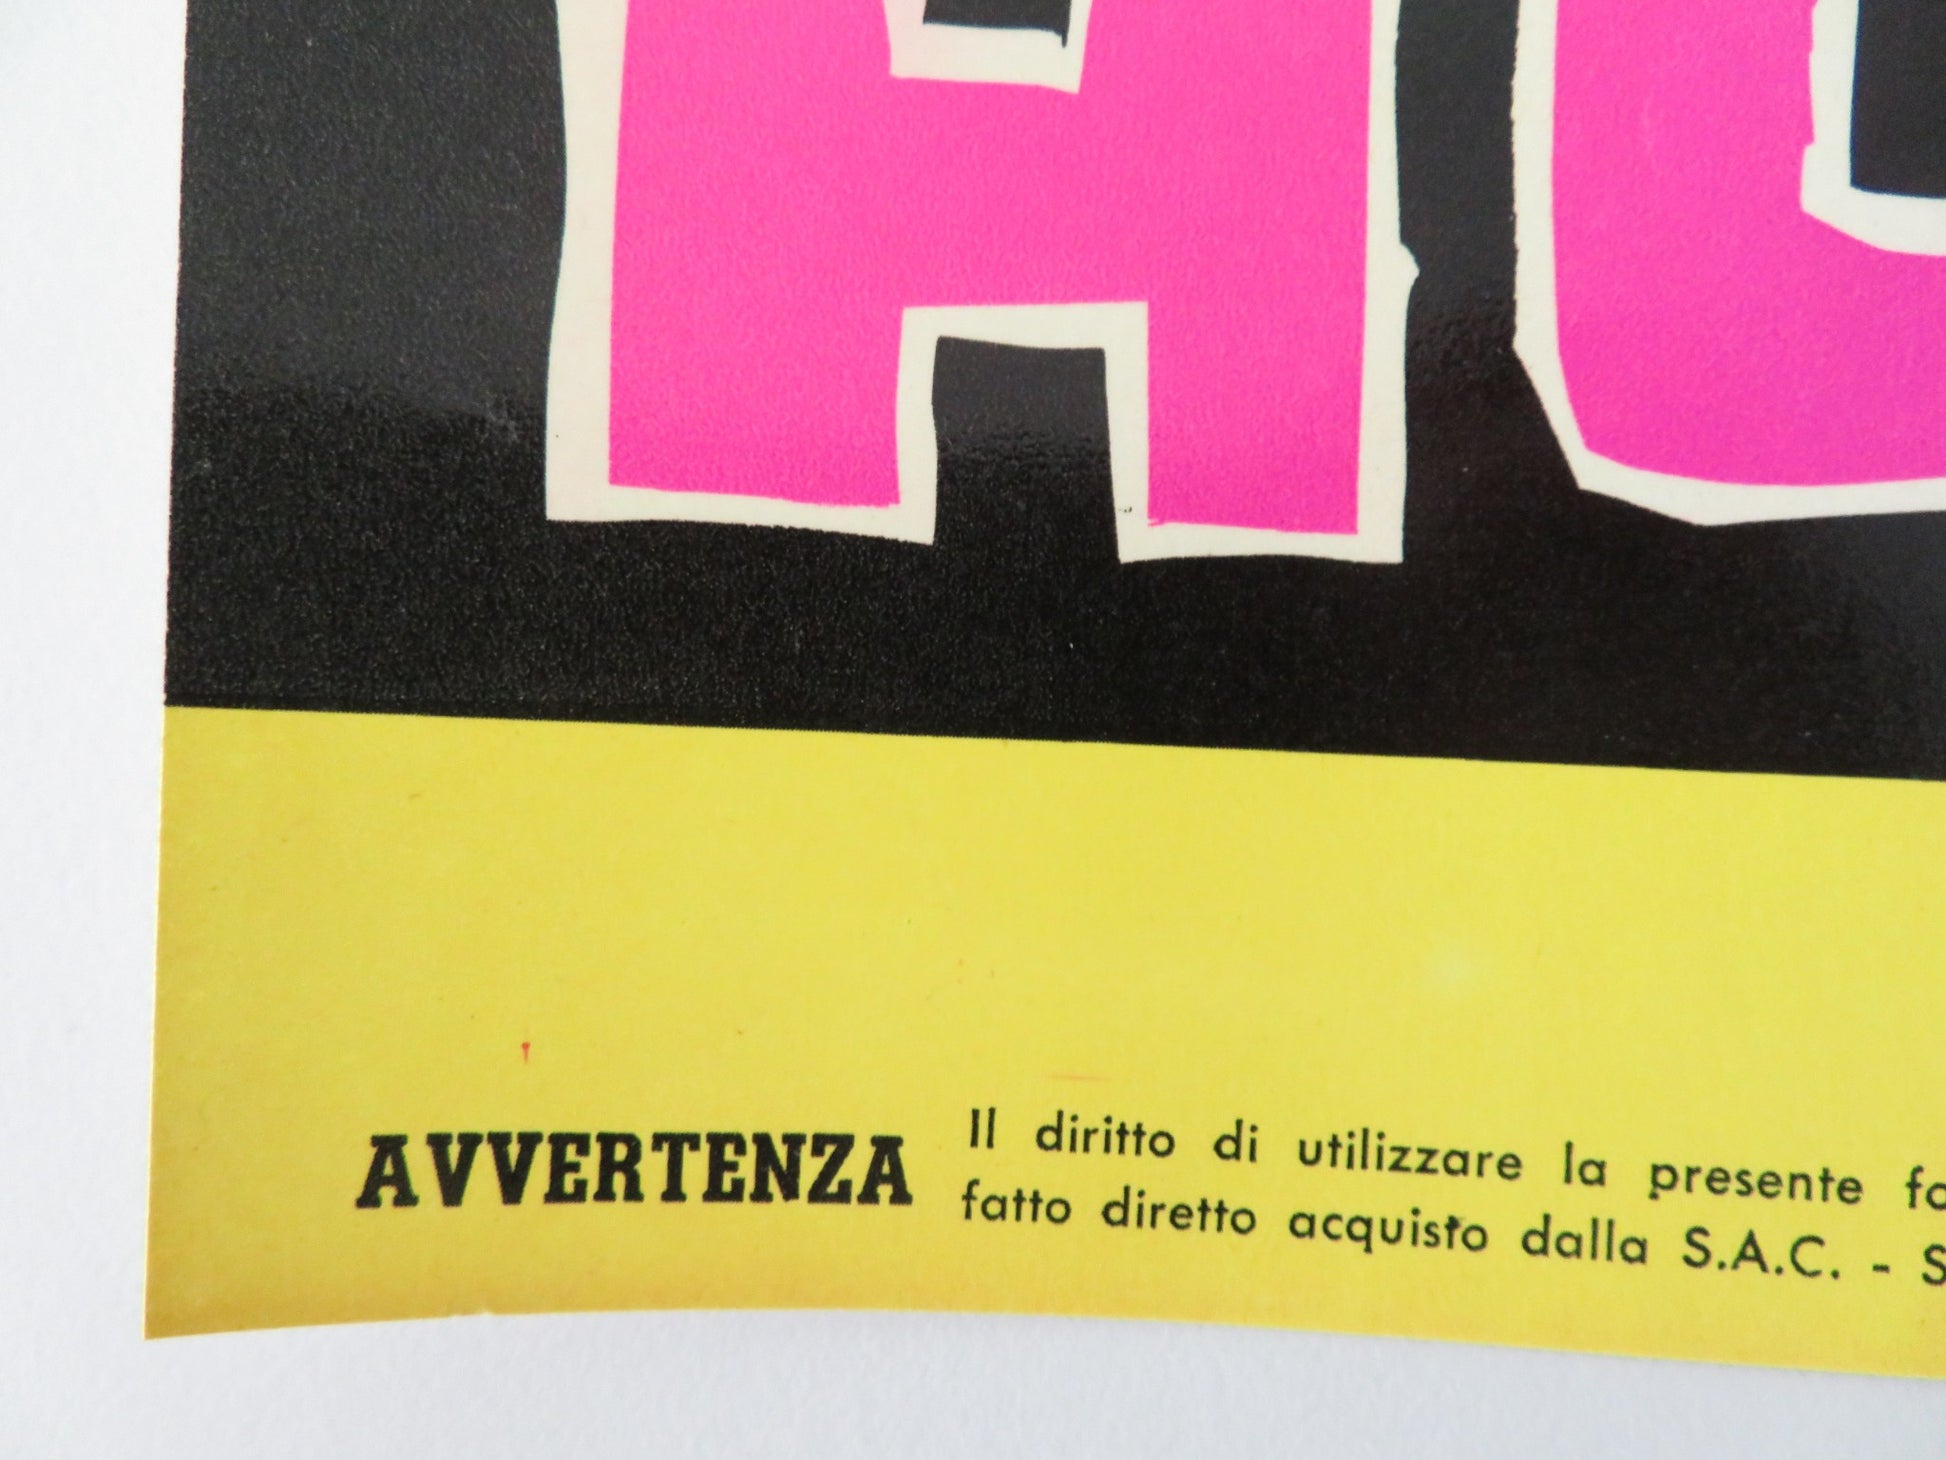 AVVERTENZA
Il diritto di utilizzare la presente
fatto diretto acquisto dalla S.A.C. - S